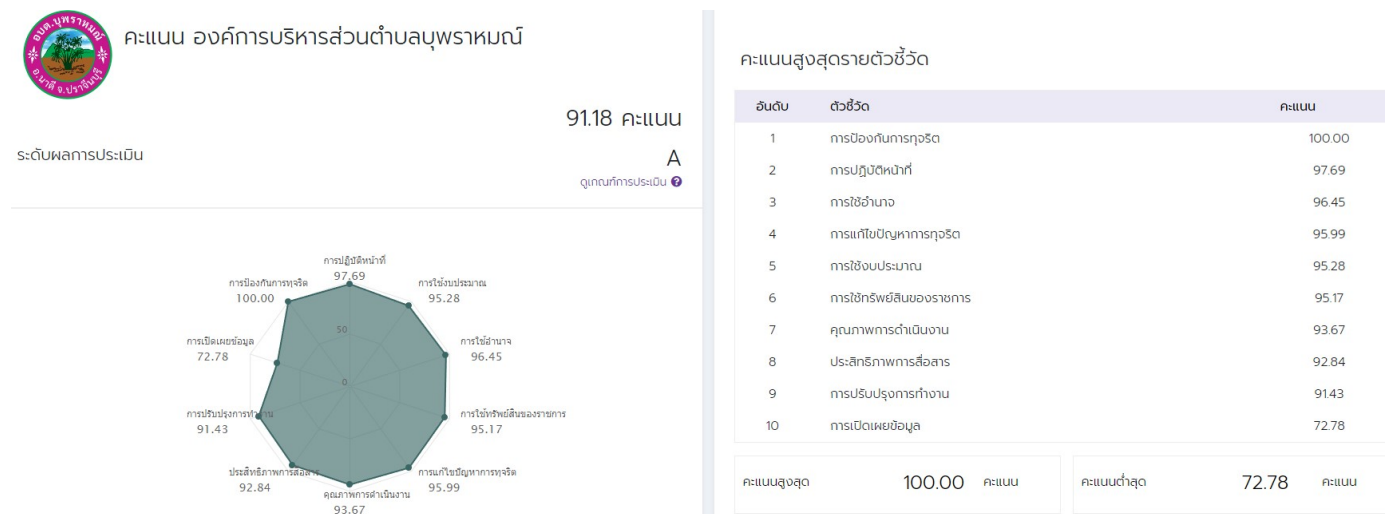 อบต.บุพราหมณ์
อ.นาดี จ.ปราจีนบุรี
คะแนน องค์การบริหารส่วนตำบลบุพราหมณ์
91.18 คะแนน
ระดับผลการประเมิน
A
ดูเกณฑ์การประเมิน ?
การปฏิบัติหน้าที่
97.69
การป้องกันการทุจริต
100.00
การใช้งบประมาณ
95.28
50
การเปิดเผยข้อมูล
72.78
การใช้อำนาจ
96.45
0
การปรับปรุงการทำงาน
91.43
การใช้ทรัพย์สินของราชการ
95.17
ประสิทธิภาพการสื่อสาร
92.84
การแก้ไขปัญหาการทุจริต
95.99
คุณภาพการดำเนินงาน
93.67
คะแนนสูงสุดรายตัวชี้วัด
อันดับ ตัวชี้วัด คะแนน
1 การป้องกันการทุจริต 100.00
2 การปฏิบัติหน้าที่ 97.69
3 การใช้อำนาจ 96.45
4 การแก้ไขปัญหาการทุจริต 95.99
5 การใช้งบประมาณ 95.28
6 การใช้ทรัพย์สินของราชการ 95.17
7 คุณภาพการดำเนินงาน 93.67
8 ประสิทธิภาพการสื่อสาร 92.84
9 การปรับปรุงการทำงาน 91.43
10 การเปิดเผยข้อมูล 72.78
คะแนนสูงสุด 100.00 คะแนน
คะแนนต่ำสุด 72.78 คะแนน